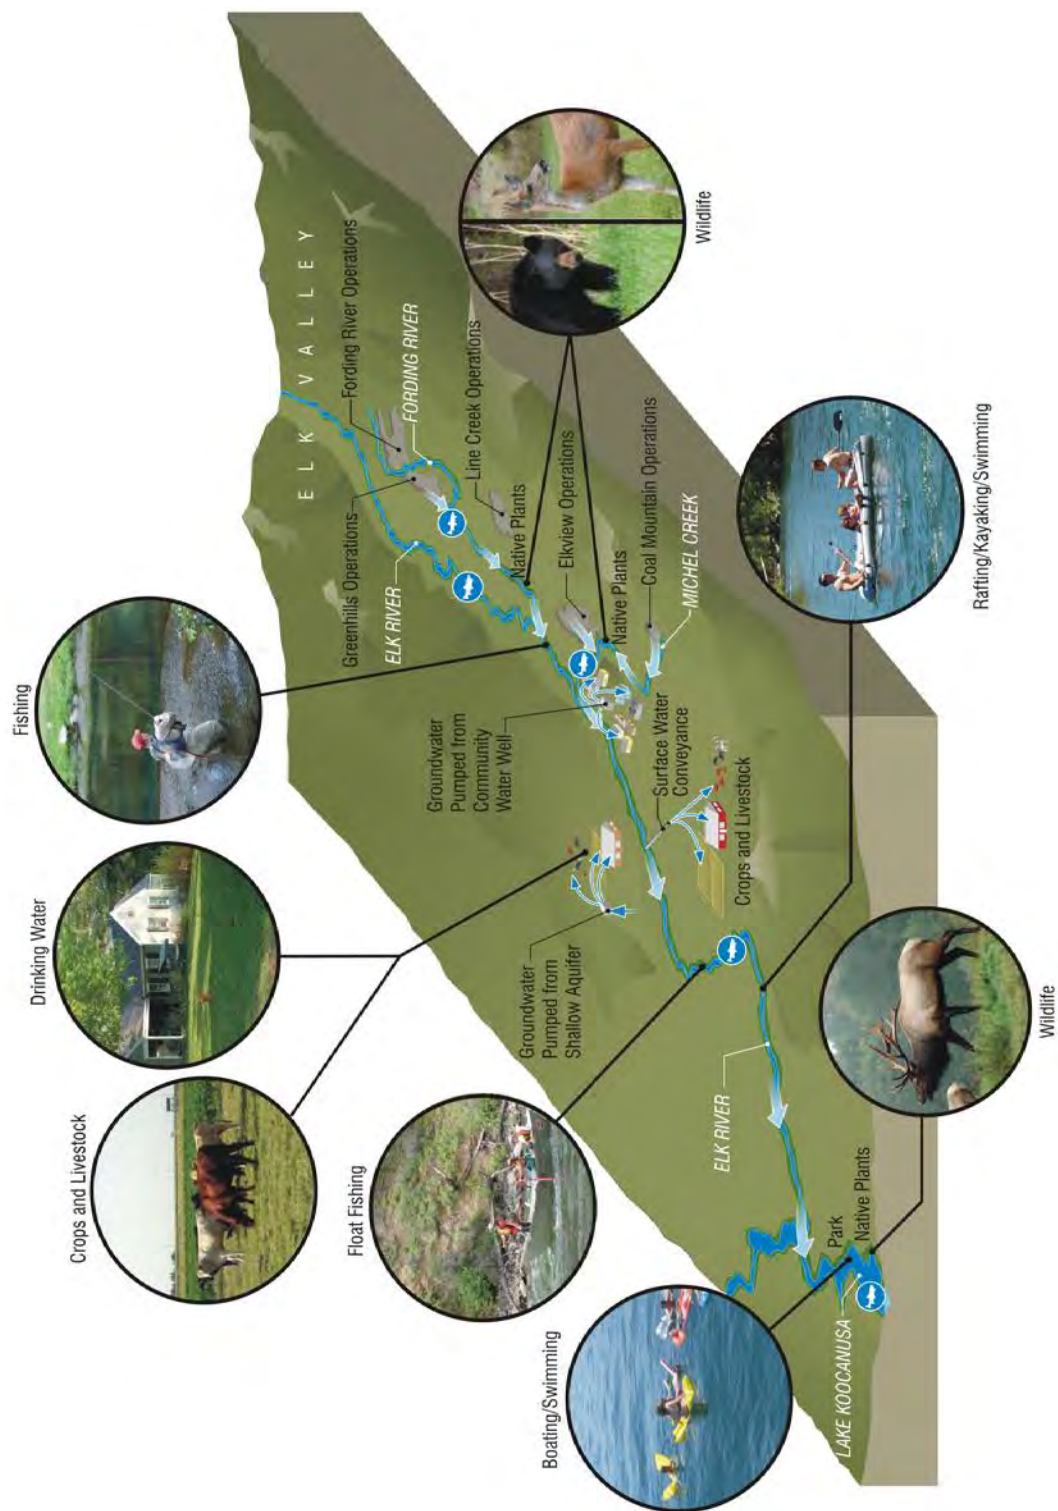 Boating/Swimming
Float Fishing
Crops and Livestock
Drinking Water
Fishing
Groundwater
Pumped from
Shallow Aquifer
Groundwater
Pumped from
Community
Water Well
ELK RIVER
Greenhills Operations
ELK VALLEY
Fording River Operations
FORDING RIVER
Line Creek Operations
Native Plants
Elkview Operations
Native Plants
Coal Mountain Operations
MICHEL CREEK
Surface Water
Conveyance
Crops and Livestock
ELK RIVER
LAKE KOOCANUSA
Park
Native Plants
Wildlife
Rafting/Kayaking/Swimming
Wildlife